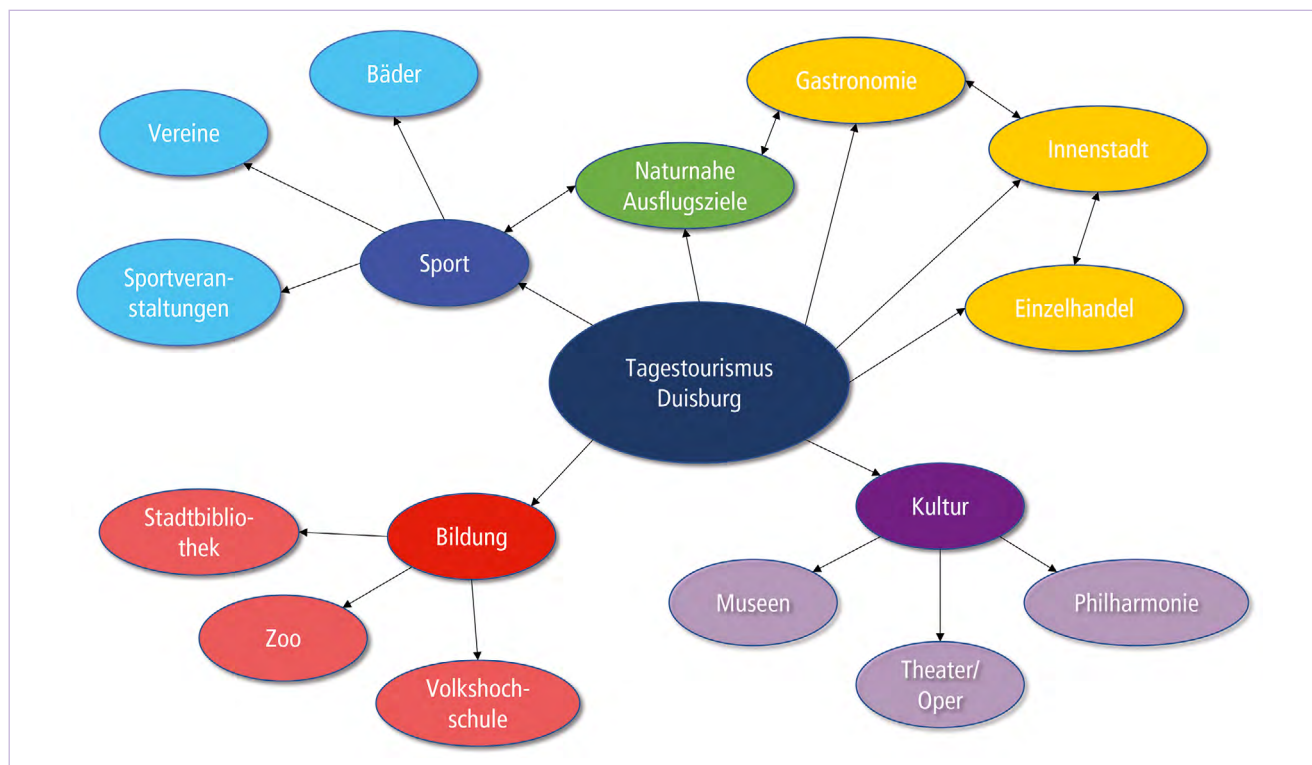 Bäder
Gastronomie
Vereine
Innenstadt
Naturnahe
Ausflugsziele
Sport
Sportveran-
staltungen
Einzelhandel
Tagestourismus
Duisburg
Stadtbiblio-
thek
Bildung
Kultur
Museen
Philharmonie
Zoo
Theater/
Oper
Volkshoch-
schule